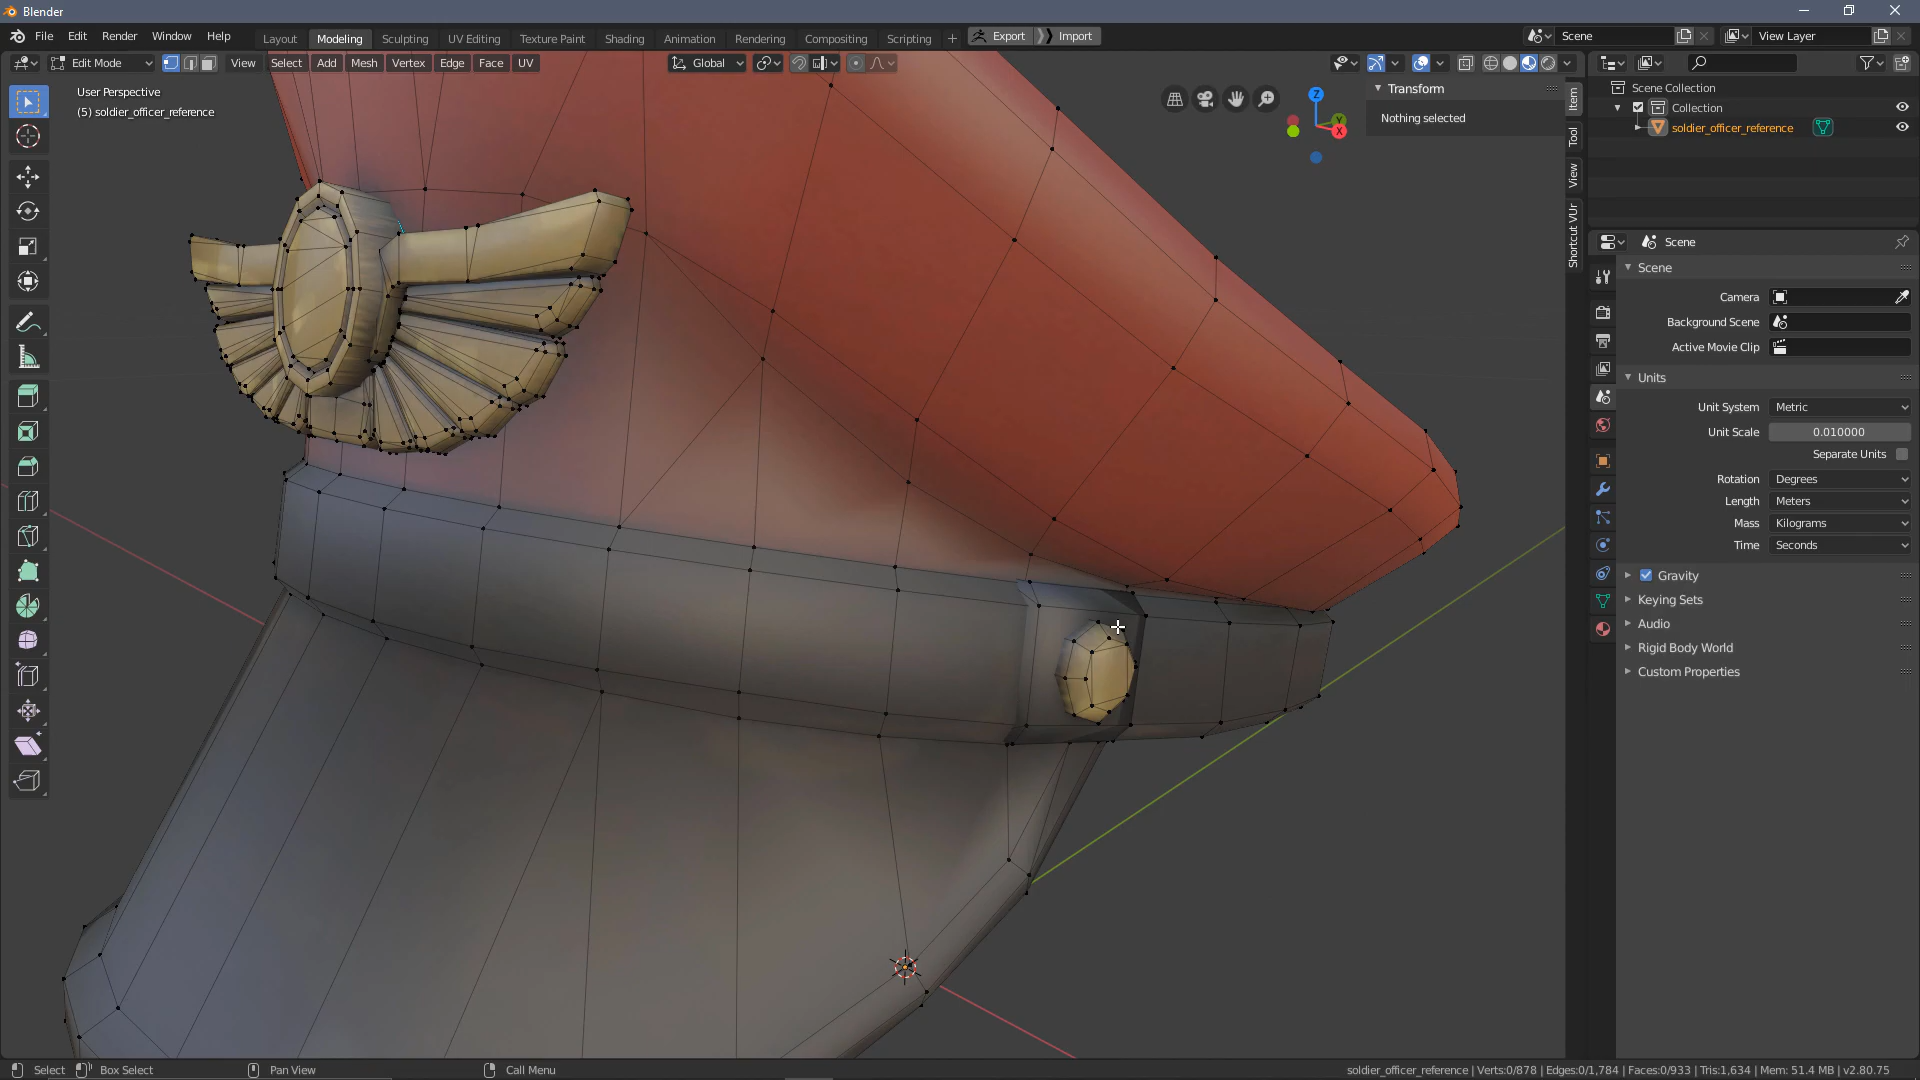 Blender
File Edit Render Window Help
Layout Modeling Sculpting UV Editing Texture Paint Shading Animation Rendering Compositing Scripting
Export Import
Scene
View Layer
Edit Mode
View Select Add Mesh Vertex Edge Face UV
Global
User Perspective
(5) soldier_officer_reference
Z
Y
X
Transform
Nothing selected
Item
Tool
View
Shortcut VUr
Scene Collection
Collection
soldier_officer_reference
Scene
Scene
Camera
Background Scene
Active Movie Clip
Units
Unit System Metric
Unit Scale 0.010000
Separate Units
Rotation Degrees
Length Meters
Mass Kilograms
Time Seconds
Gravity
Keying Sets
Audio
Rigid Body World
Custom Properties
Select Box Select Pan View Call Menu
soldier_officer_reference | Verts:0/878 | Edges:0/1,784 | Faces:0/933 | Tris:1,634 | Mem: 51.4 MB | v2.80.75